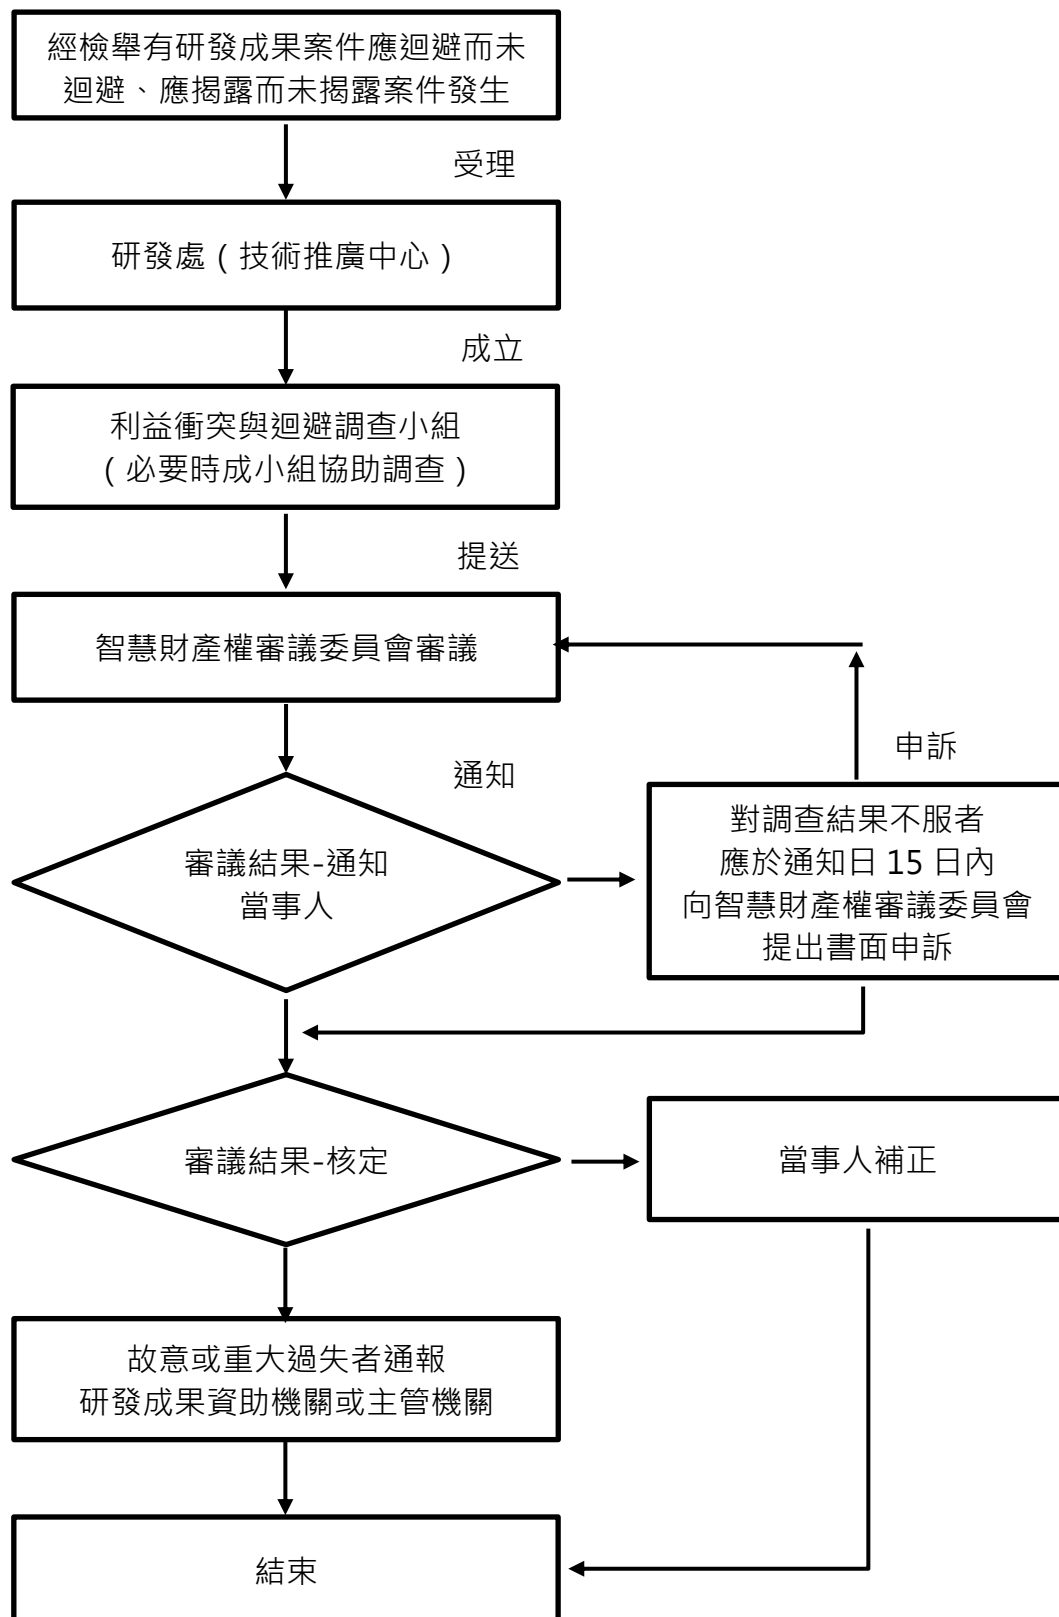 經檢舉有研發成果案件應迴避而未
迴避、應揭露而未揭露案件發生
受理
研發處（技術推廣中心）
成立
利益衝突與迴避調查小組
（必要時成小組協助調查）
提送
智慧財產權審議委員會審議
申訴
通知
對調查結果不服者
應於通知日 15 日內
向智慧財產權審議委員會
提出書面申訴
審議結果-通知
當事人
審議結果-核定
當事人補正
故意或重大過失者通報
研發成果資助機關或主管機關
結束